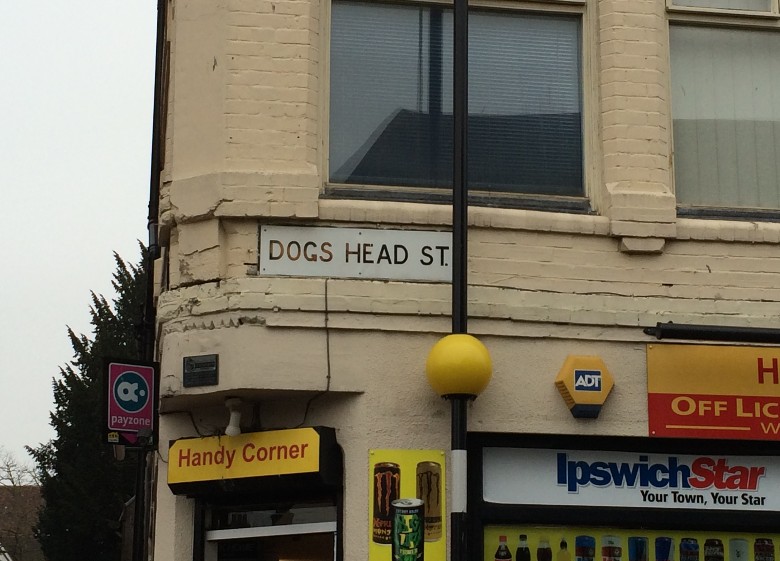 DOGS HEAD ST.
payzone
Handy Corner
ADT
H
OFF LIC
W
IpswichStar
Your Town, Your Star